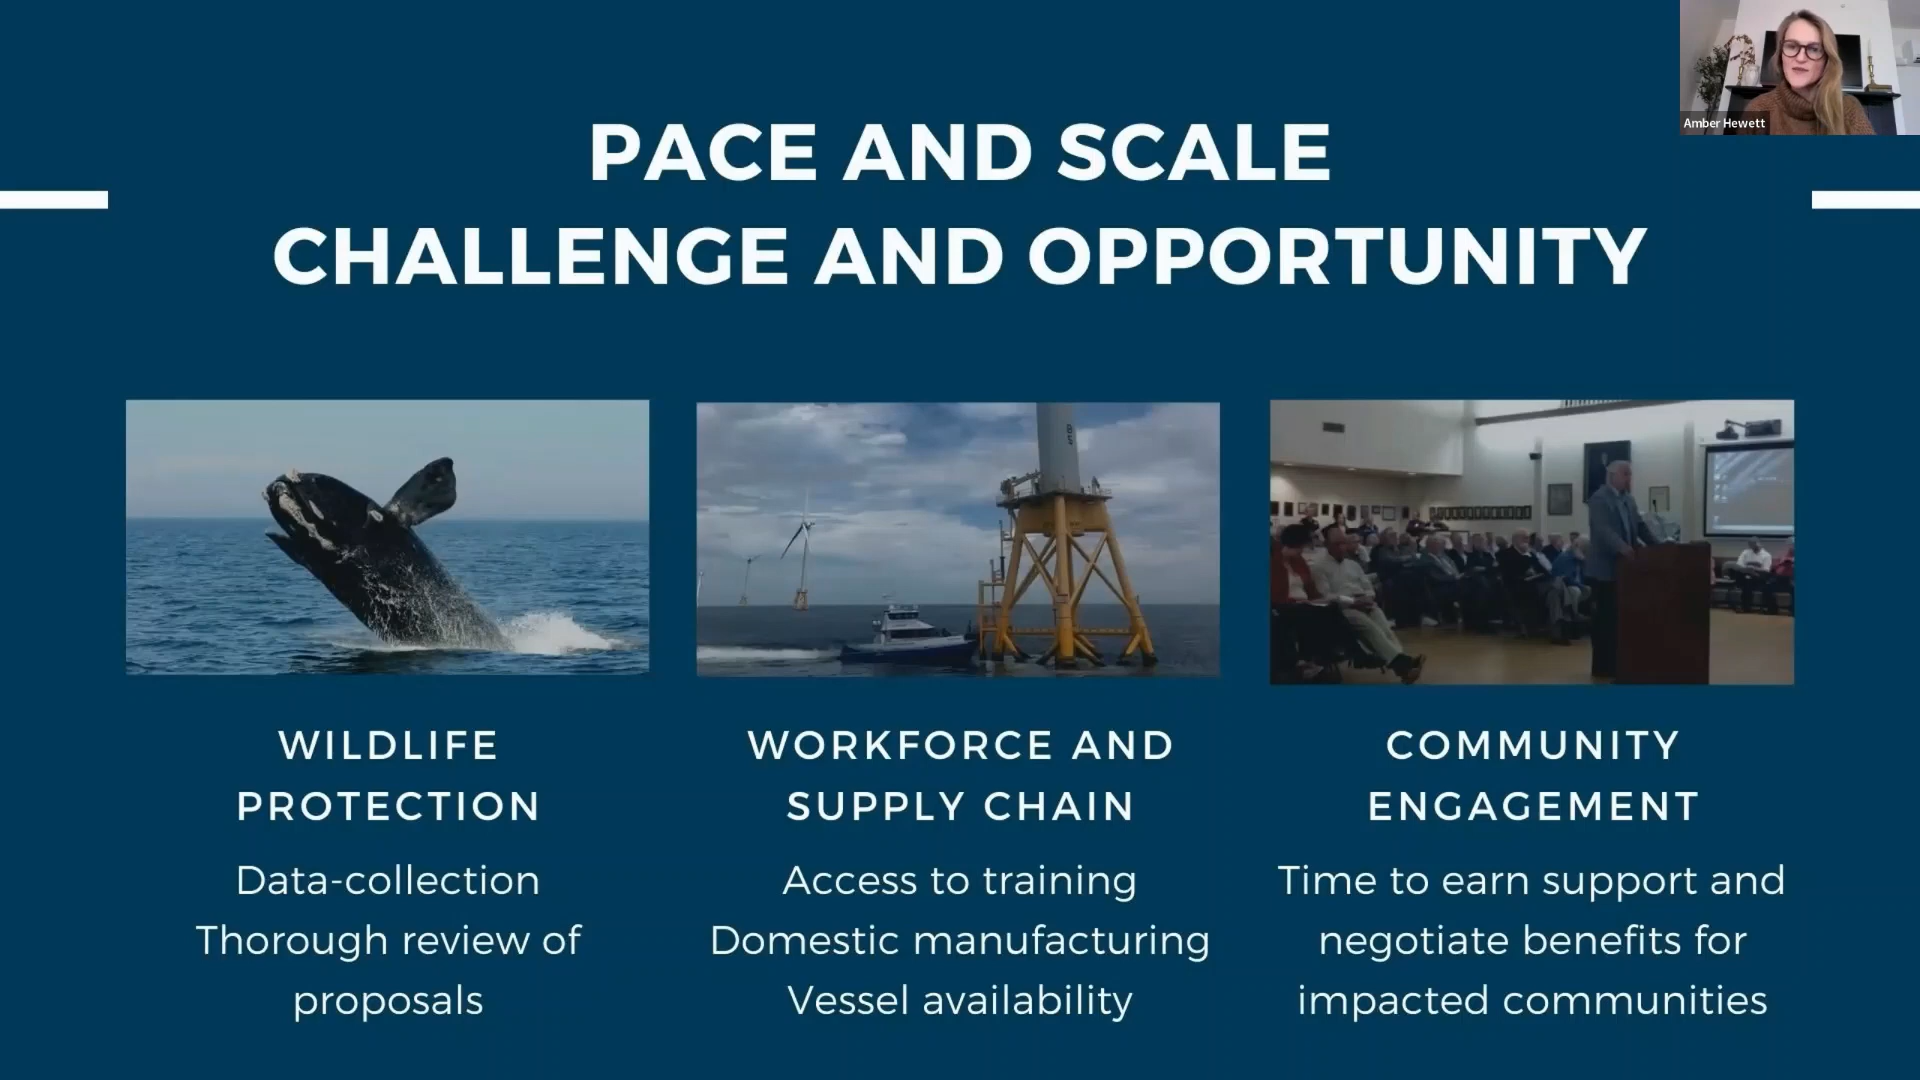 Amber Hewett
PACE AND SCALE
CHALLENGE AND OPPORTUNITY
WILDLIFE
PROTECTION
Data-collection
Thorough review of
proposals
B5
WORKFORCE AND
SUPPLY CHAIN
Access to training
Domestic manufacturing
Vessel availability
COMMUNITY
ENGAGEMENT
Time to earn support and
negotiate benefits for
impacted communities